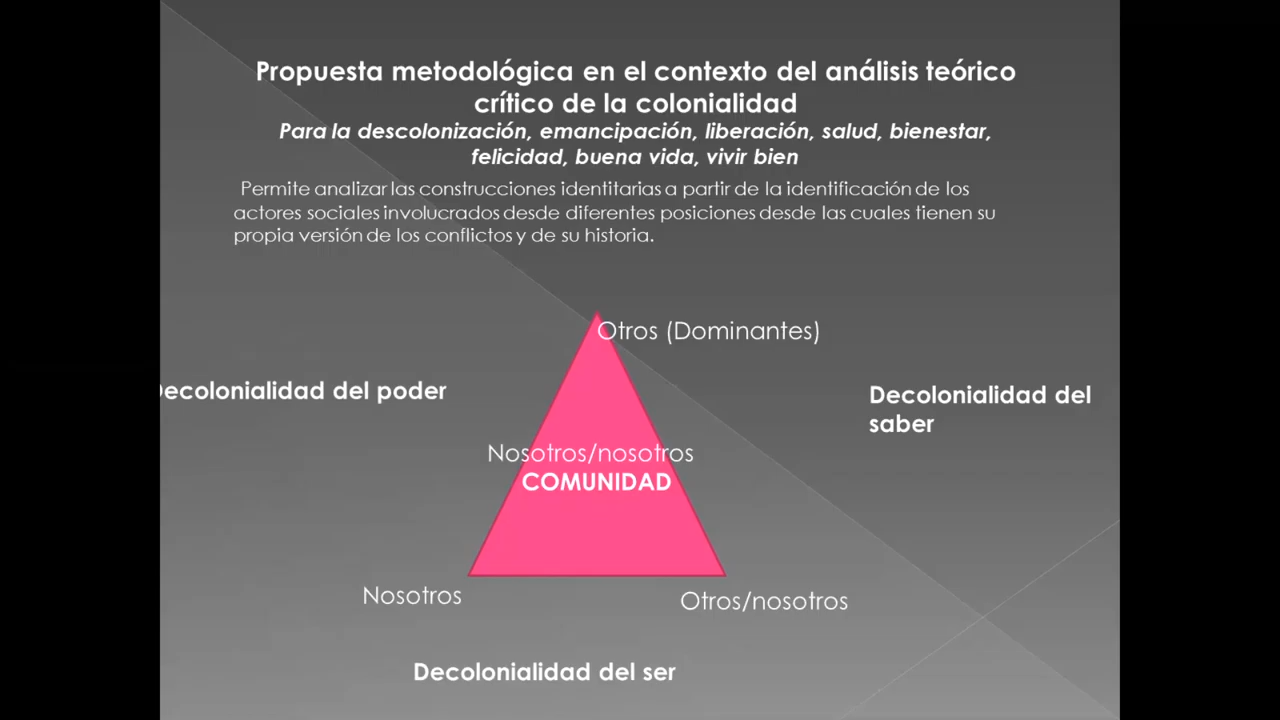 Propuesta metodológica en el contexto del análisis teórico
crítico de la colonialidad
Para la descolonización, emancipación, liberación, salud, bienestar,
felicidad, buena vida, vivir bien
Permite analizar las construcciones identitarias a partir de la identificación de los
actores sociales involucrados desde diferentes posiciones desde las cuales tienen su
propia versión de los conflictos y de su historia.
Otros (Dominantes)
Decolonialidad del poder
Decolonialidad del
saber
Nosotros/nosotros
COMUNIDAD
Nosotros
Otros/nosotros
Decolonialidad del ser